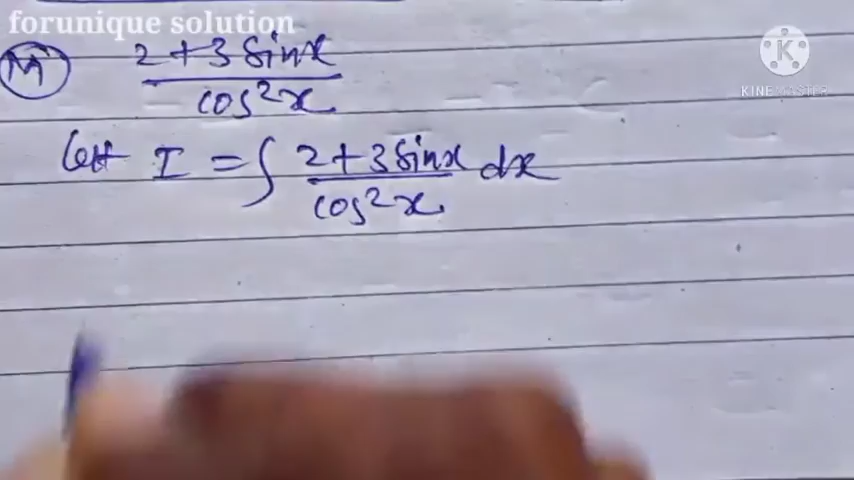 forunique solution
M 2+3 sinx / cos²x
KINEMASTER
Let I = ∫ 2+3 sinx / cos²x dx